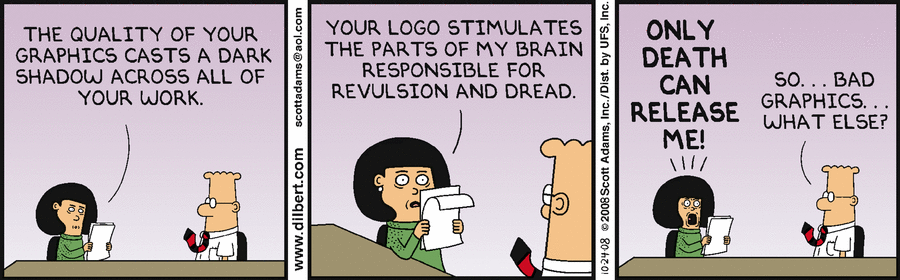 THE QUALITY OF YOUR
GRAPHICS CASTS A DARK
SHADOW ACROSS ALL OF
YOUR WORK.
www.dilbert.com scottadams@aol.com
YOUR LOGO STIMULATES
THE PARTS OF MY BRAIN
RESPONSIBLE FOR
REVULSION AND DREAD.
10-24-08 ©2008 Scott Adams, Inc./Dist. by UFS, Inc.
ONLY
DEATH
CAN
RELEASE
ME!
SO... BAD
GRAPHICS...
WHAT ELSE?